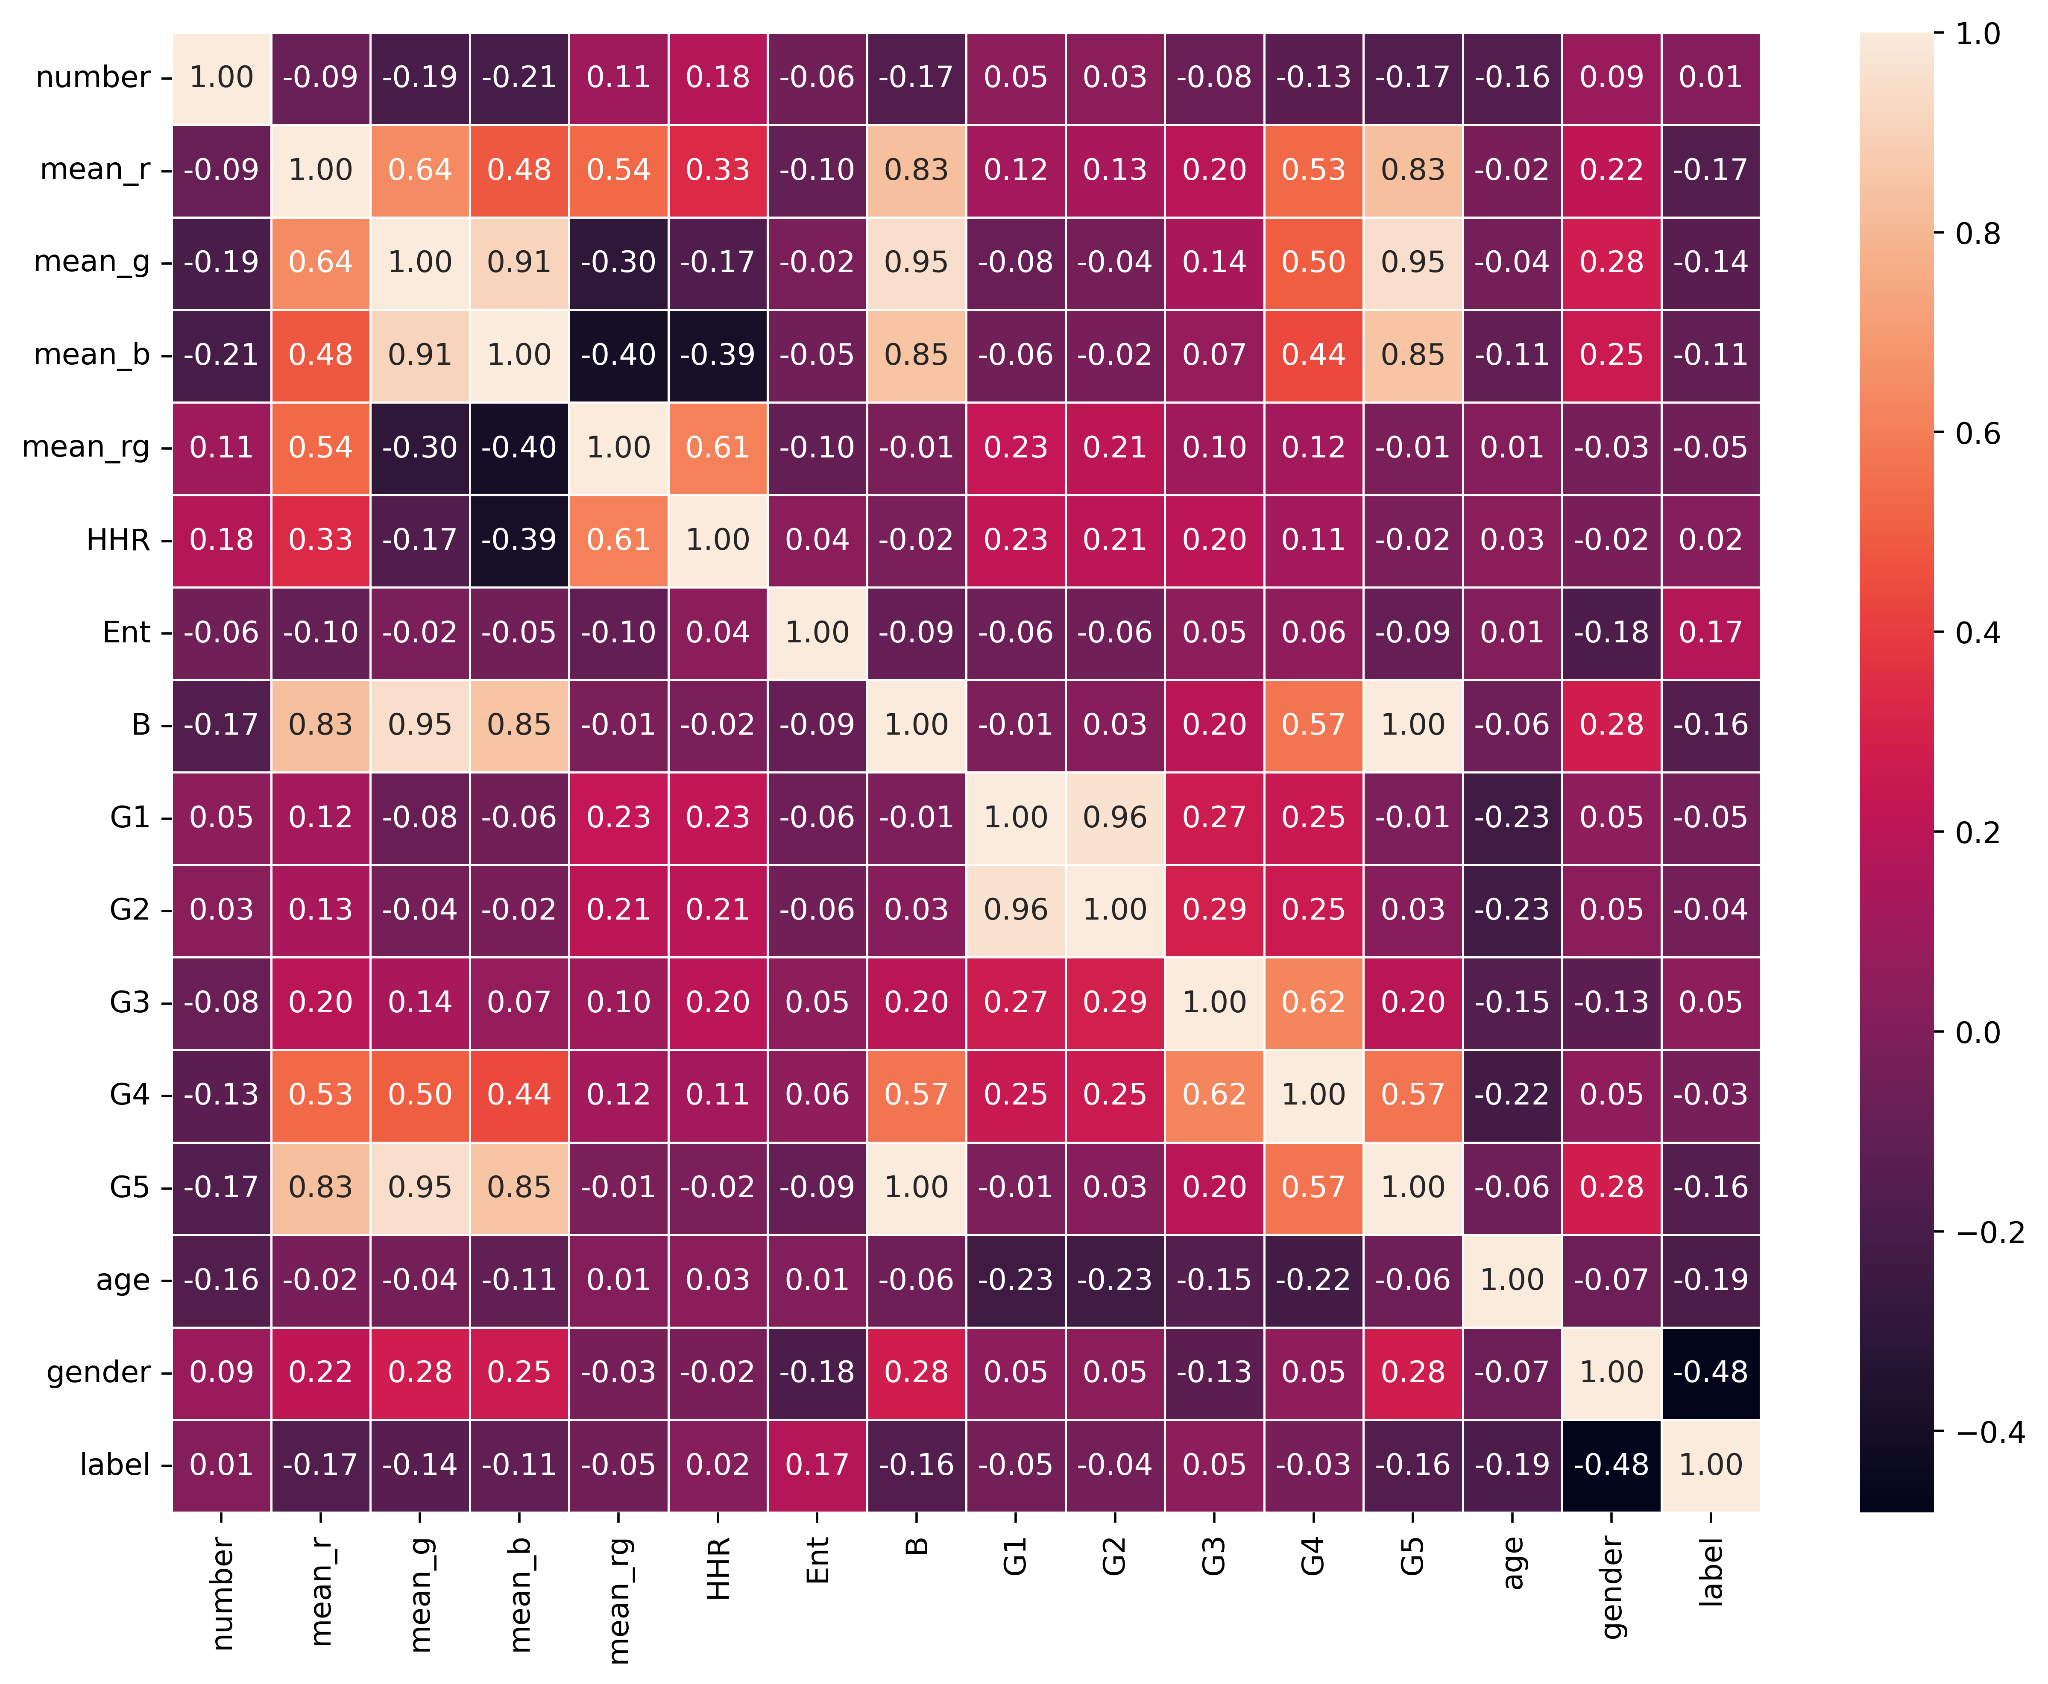 number 1.00 -0.09 -0.19 -0.21 0.11 0.18 -0.06 -0.17 0.05 0.03 -0.08 -0.13 -0.17 -0.16 0.09 0.01
mean_r -0.09 1.00 0.64 0.48 0.54 0.33 -0.10 0.83 0.12 0.13 0.20 0.53 0.83 -0.02 0.22 -0.17
mean_g -0.19 0.64 1.00 0.91 -0.30 -0.17 -0.02 0.95 -0.08 -0.04 0.14 0.50 0.95 -0.04 0.28 -0.14
mean_b -0.21 0.48 0.91 1.00 -0.40 -0.39 -0.05 0.85 -0.06 -0.02 0.07 0.44 0.85 -0.11 0.25 -0.11
mean_rg 0.11 0.54 -0.30 -0.40 1.00 0.61 -0.10 -0.01 0.23 0.21 0.10 0.12 -0.01 0.01 -0.03 -0.05
HHR 0.18 0.33 -0.17 -0.39 0.61 1.00 0.04 -0.02 0.23 0.21 0.20 0.11 -0.02 0.03 -0.02 0.02
Ent -0.06 -0.10 -0.02 -0.05 -0.10 0.04 1.00 -0.09 -0.06 -0.06 0.05 0.06 -0.09 0.01 -0.18 0.17
B -0.17 0.83 0.95 0.85 -0.01 -0.02 -0.09 1.00 -0.01 0.03 0.20 0.57 1.00 -0.06 0.28 -0.16
G1 0.05 0.12 -0.08 -0.06 0.23 0.23 -0.06 -0.01 1.00 0.96 0.27 0.25 -0.01 -0.23 0.05 -0.05
G2 0.03 0.13 -0.04 -0.02 0.21 0.21 -0.06 0.03 0.96 1.00 0.29 0.25 0.03 -0.23 0.05 -0.04
G3 -0.08 0.20 0.14 0.07 0.10 0.20 0.05 0.20 0.27 0.29 1.00 0.62 0.20 -0.15 -0.13 0.05
G4 -0.13 0.53 0.50 0.44 0.12 0.11 0.06 0.57 0.25 0.25 0.62 1.00 0.57 -0.22 0.05 -0.03
G5 -0.17 0.83 0.95 0.85 -0.01 -0.02 -0.09 1.00 -0.01 0.03 0.20 0.57 1.00 -0.06 0.28 -0.16
age -0.16 -0.02 -0.04 -0.11 0.01 0.03 0.01 -0.06 -0.23 -0.23 -0.15 -0.22 -0.06 1.00 -0.07 -0.19
gender 0.09 0.22 0.28 0.25 -0.03 -0.02 -0.18 0.28 0.05 0.05 -0.13 0.05 0.28 -0.07 1.00 -0.48
label 0.01 -0.17 -0.14 -0.11 -0.05 0.02 0.17 -0.16 -0.05 -0.04 0.05 -0.03 -0.16 -0.19 -0.48 1.00
number mean_r mean_g mean_b mean_rg HHR Ent B G1 G2 G3 G4 G5 age gender label
1.0
0.8
0.6
0.4
0.2
0.0
−0.2
−0.4